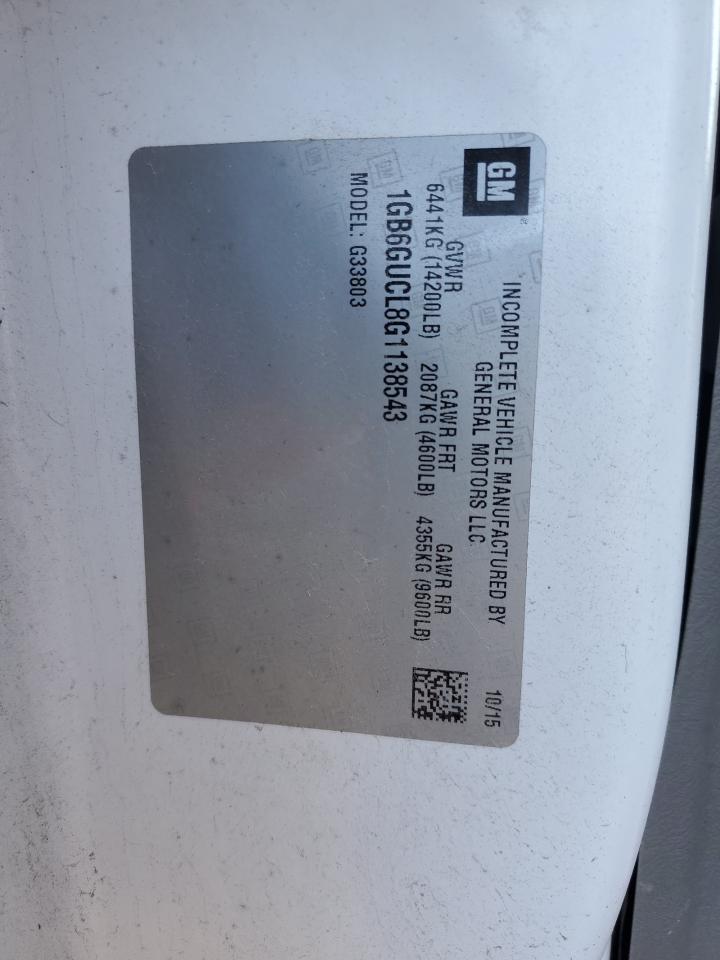 GM
INCOMPLETE VEHICLE MANUFACTURED BY
GENERAL MOTORS LLC
10/15
GVWR GAWR FRT GAWR RR
6441KG (14200LB) 2087KG (4600LB) 4355KG (9600LB)
1GB6GUCL8G1138543
MODEL: G33803